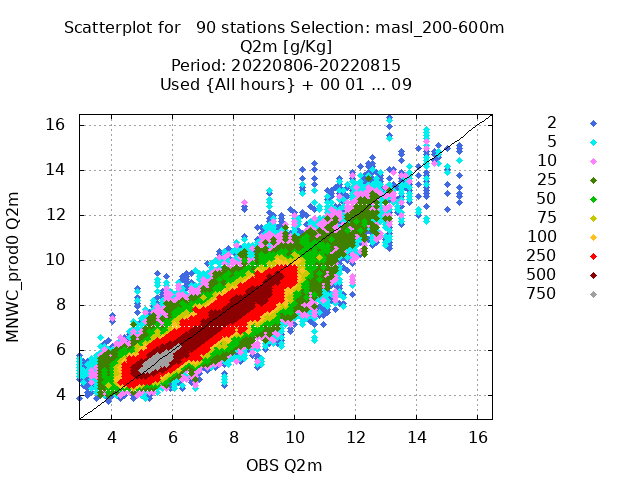 Scatterplot for   90 stations Selection: masl_200-600m
Q2m [g/Kg]
Period: 20220806-20220815
Used {All hours} + 00 01 ... 09
MNWC_prod0 Q2m
16
14
12
10
8
6
4
4 6 8 10 12 14 16
OBS Q2m
2
5
10
25
50
75
100
250
500
750